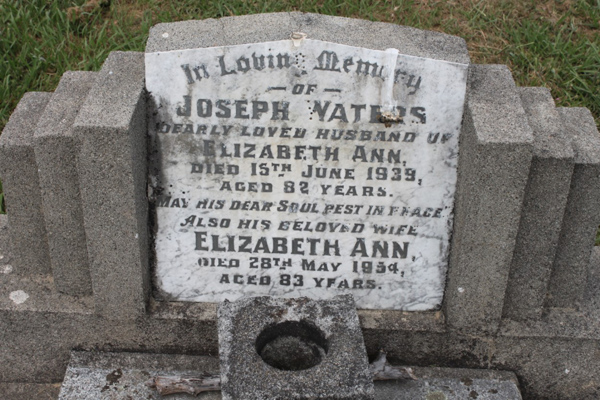 In Loving Memory
OF
JOSEPH WATERS
DEARLY LOVED HUSBAND OF
ELIZABETH ANN,
DIED 15TH JUNE 1939,
AGED 82 YEARS.
MAY HIS DEAR SOUL REST IN PEACE
ALSO HIS BELOVED WIFE
ELIZABETH ANN,
DIED 28TH MAY 1954,
AGED 83 YEARS.